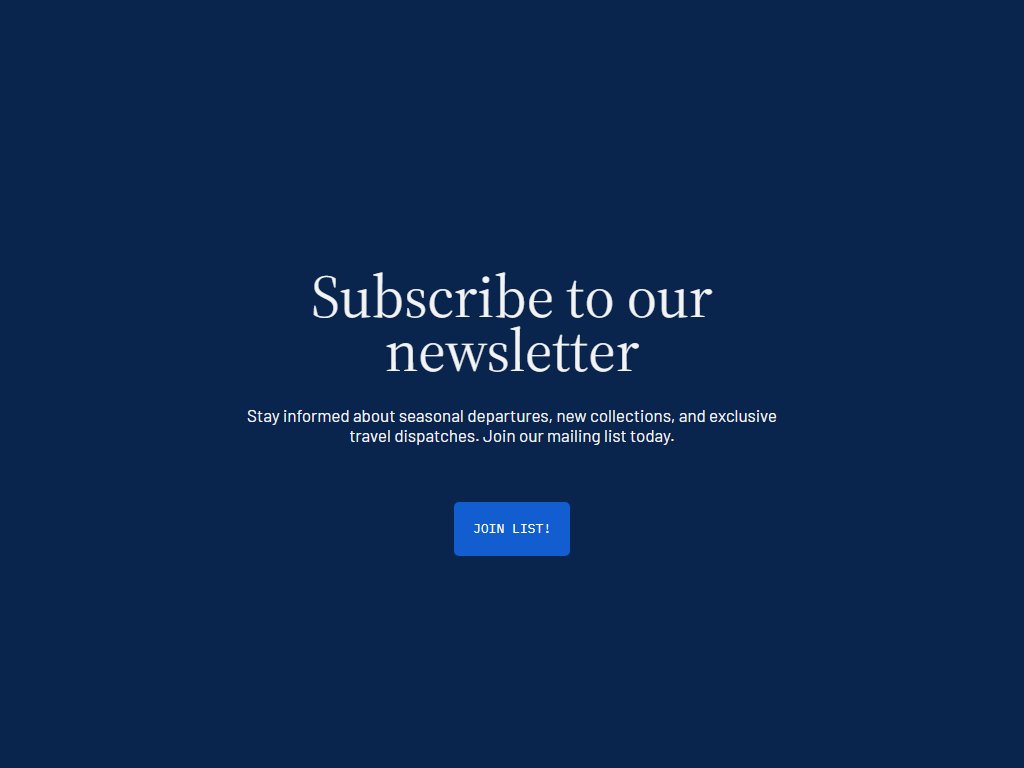 Subscribe to our
newsletter
Stay informed about seasonal departures, new collections, and exclusive
travel dispatches. Join our mailing list today.
JOIN LIST!